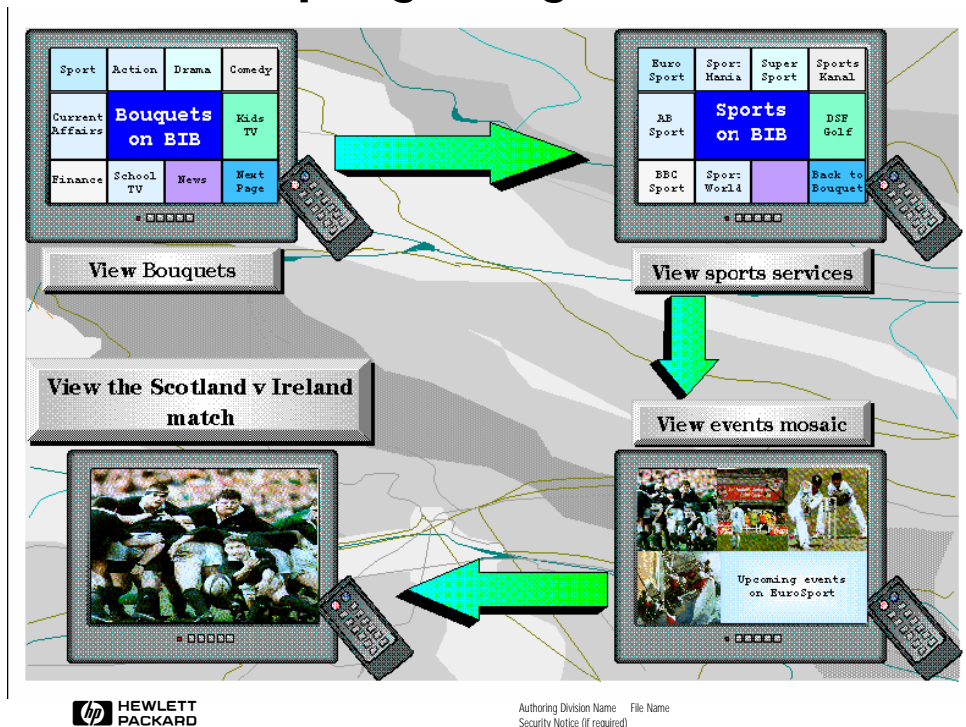 Sport Action Drama Comedy
Current Affairs
Bouquets
on BIB
Kids
TV
Finance
School
TV
News
Next
Page
View Bouquets
Euro
Sport
Spor:
Mania
Super
Sport
Sports
Kanal
AB
Sport
Sports
on BIB
DSF
Golf
BBC
Sport
Spor:
World
Back to
Bouquet
View sports services
View events mosaic
Upcoming events
on EuroSport
View the Scotland v Ireland
match
hp HEWLETT
PACKARD
Authoring Division Name File Name
Security Notice (if required)